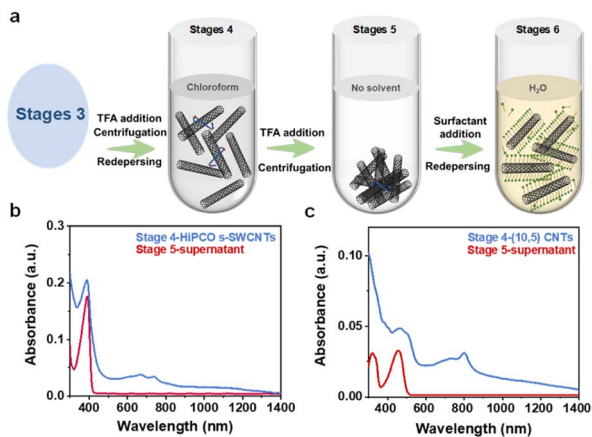 a
Stages 3
TFA addition
Centrifugation
Redepersing
Stages 4
Chloroform
TFA addition
Centrifugation
Stages 5
No solvent
Surfactant
addition
Redepersing
Stages 6
H₂O
b
Stage 4-HiPCO s-SWCNTs
Stage 5-supernatant
Absorbance (a.u.)
0.3
0.2
0.1
0.0
400 600 800 1000 1200 1400
Wavelength (nm)
c
Stage 4-(10,5) CNTs
Stage 5-supernatant
Absorbance (a.u.)
0.10
0.05
0.00
400 600 800 1000 1200 1400
Wavelength (nm)